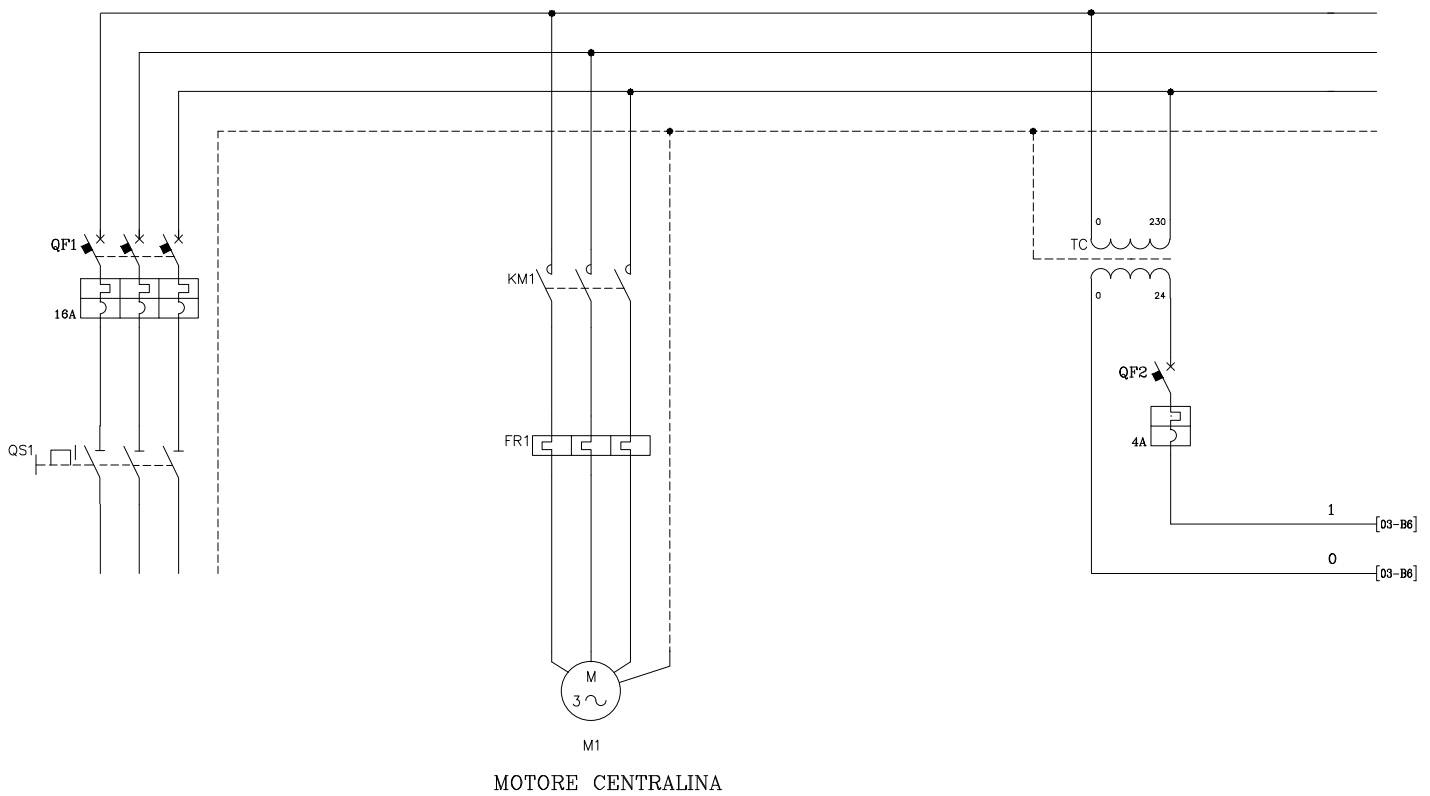 0 230
TC
QF1
KM1
0 24
16A
QF2
FR1
4A
QS1
1
[03-B6]
0
[03-B6]
M
3
M1
MOTORE CENTRALINA